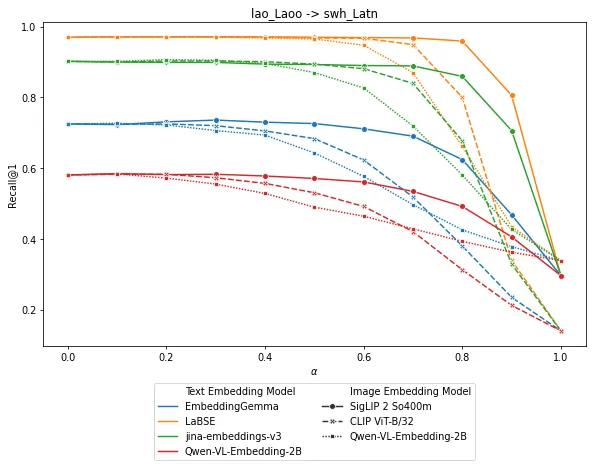 lao_Laoo -> swh_Latn
1.0
0.8
0.6
0.4
0.2
Recall@1
0.0 0.2 0.4 0.6 0.8 1.0
α
Text Embedding Model Image Embedding Model
EmbeddingGemma SigLIP 2 So400m
LaBSE CLIP ViT-B/32
jina-embeddings-v3 Qwen-VL-Embedding-2B
Qwen-VL-Embedding-2B